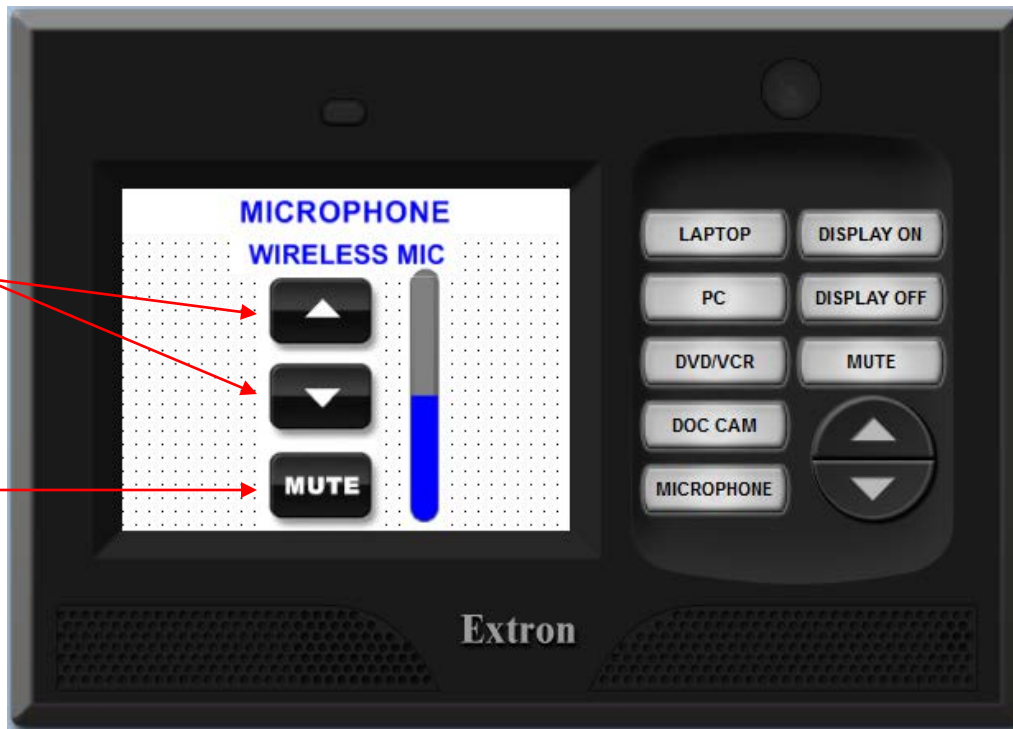 MICROPHONE
WIRELESS MIC
MUTE
LAPTOP
DISPLAY ON
PC
DISPLAY OFF
DVD/VCR
MUTE
DOC CAM
MICROPHONE
Extron